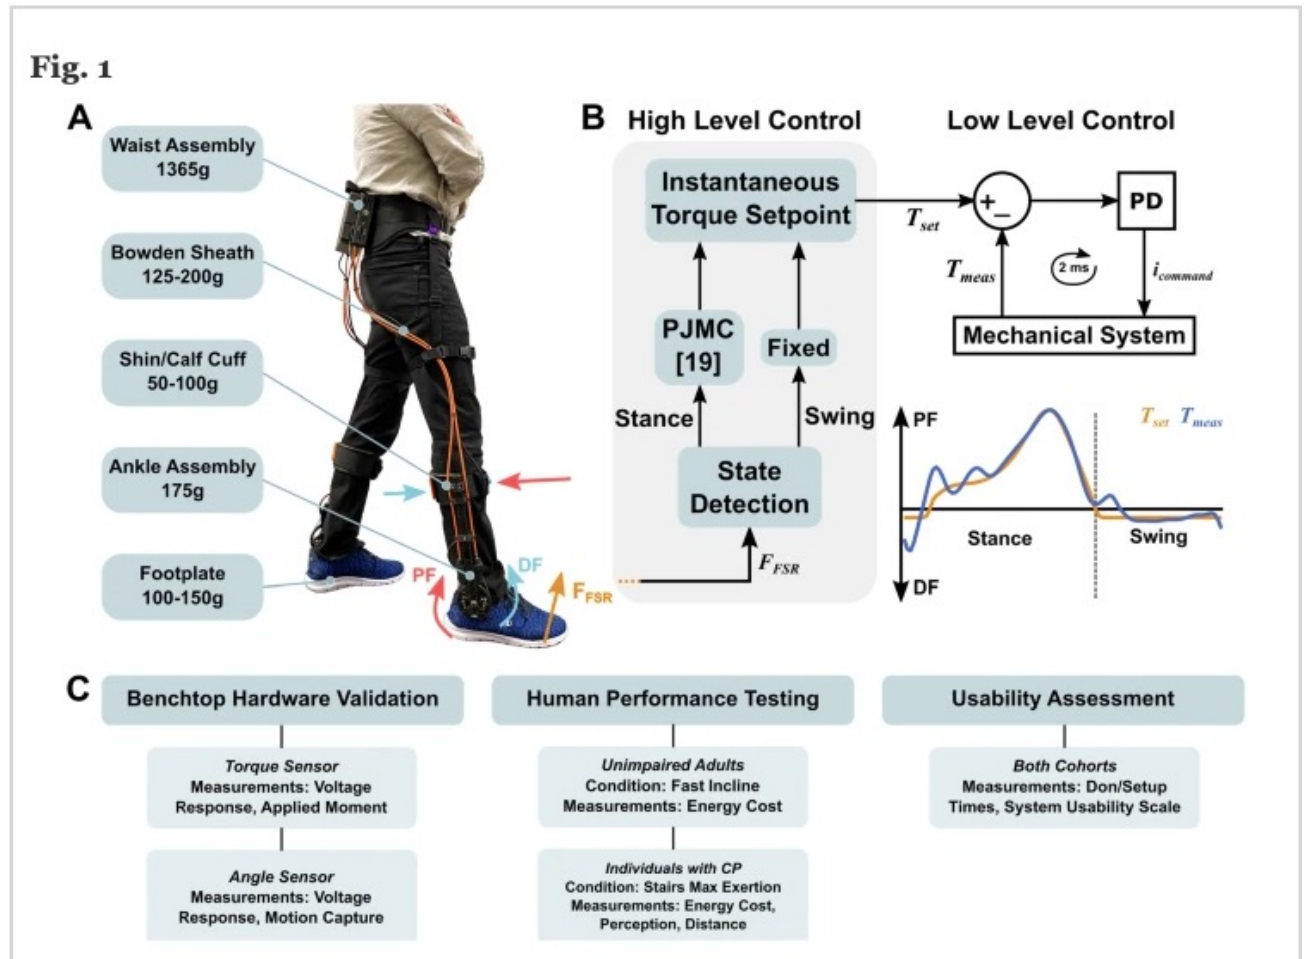 Fig. 1
A
Waist Assembly
1365g
Bowden Sheath
125-200g
Shin/Calf Cuff
50-100g
Ankle Assembly
175g
Footplate
100-150g
PF
DF
F_FSR
B
High Level Control
Low Level Control
Instantaneous
Torque Setpoint
T_set
+
−
PD
T_meas
2 ms
i_command
Mechanical System
PJMC
[19]
Fixed
Stance
Swing
State
Detection
F_FSR
PF
T_set T_meas
Stance
Swing
DF
C
Benchtop Hardware Validation
Torque Sensor
Measurements: Voltage
Response, Applied Moment
Angle Sensor
Measurements: Voltage
Response, Motion Capture
Human Performance Testing
Unimpaired Adults
Condition: Fast Incline
Measurements: Energy Cost
Individuals with CP
Condition: Stairs Max Exertion
Measurements: Energy Cost,
Perception, Distance
Usability Assessment
Both Cohorts
Measurements: Don/Setup
Times, System Usability Scale